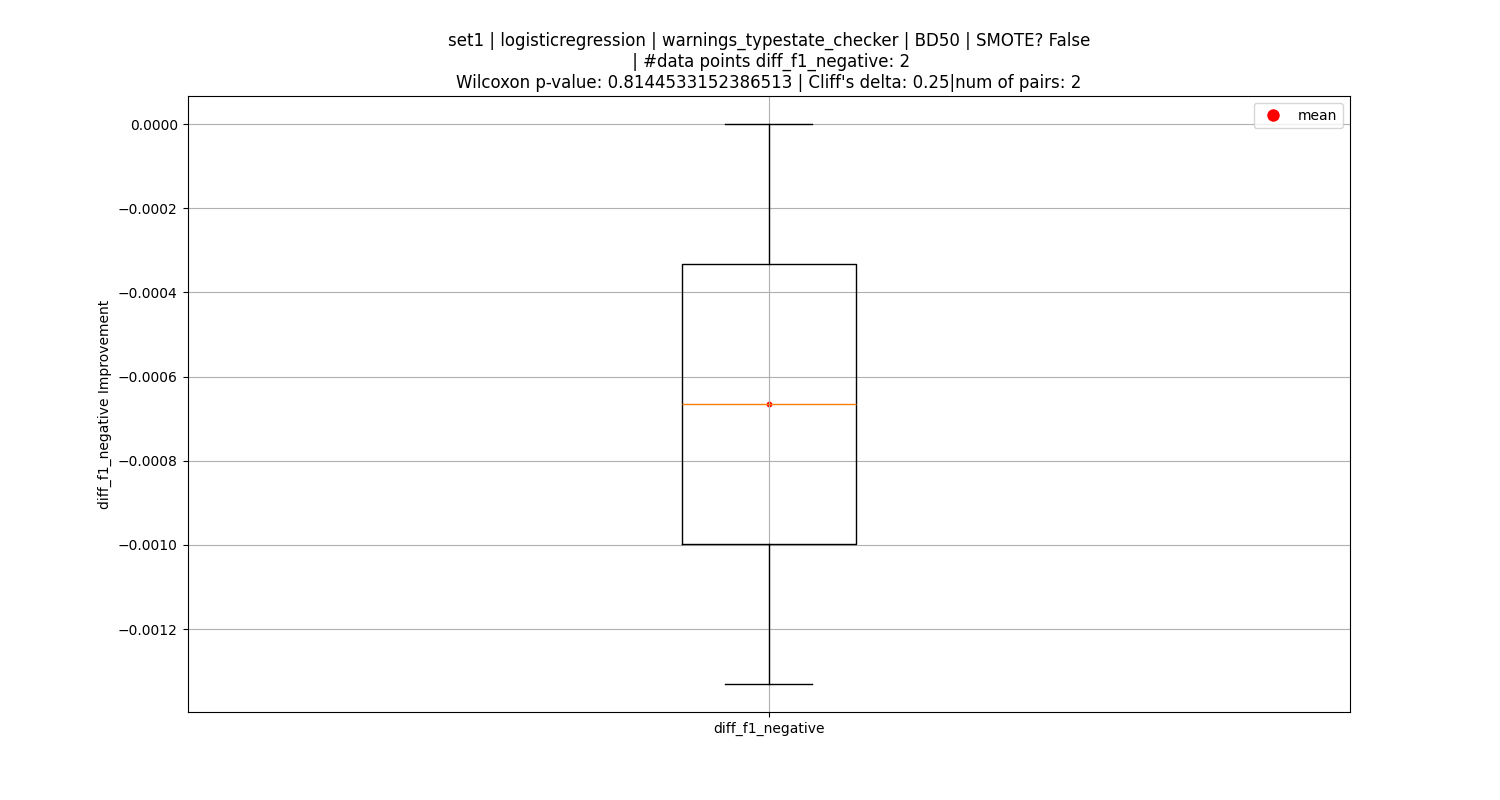 set1 | logisticregression | warnings_typestate_checker | BD50 | SMOTE? False
| #data points diff_f1_negative: 2
Wilcoxon p-value: 0.8144533152386513 | Cliff's delta: 0.25|num of pairs: 2
mean
0.0000
−0.0002
−0.0004
−0.0006
−0.0008
−0.0010
−0.0012
diff_f1_negative Improvement
diff_f1_negative